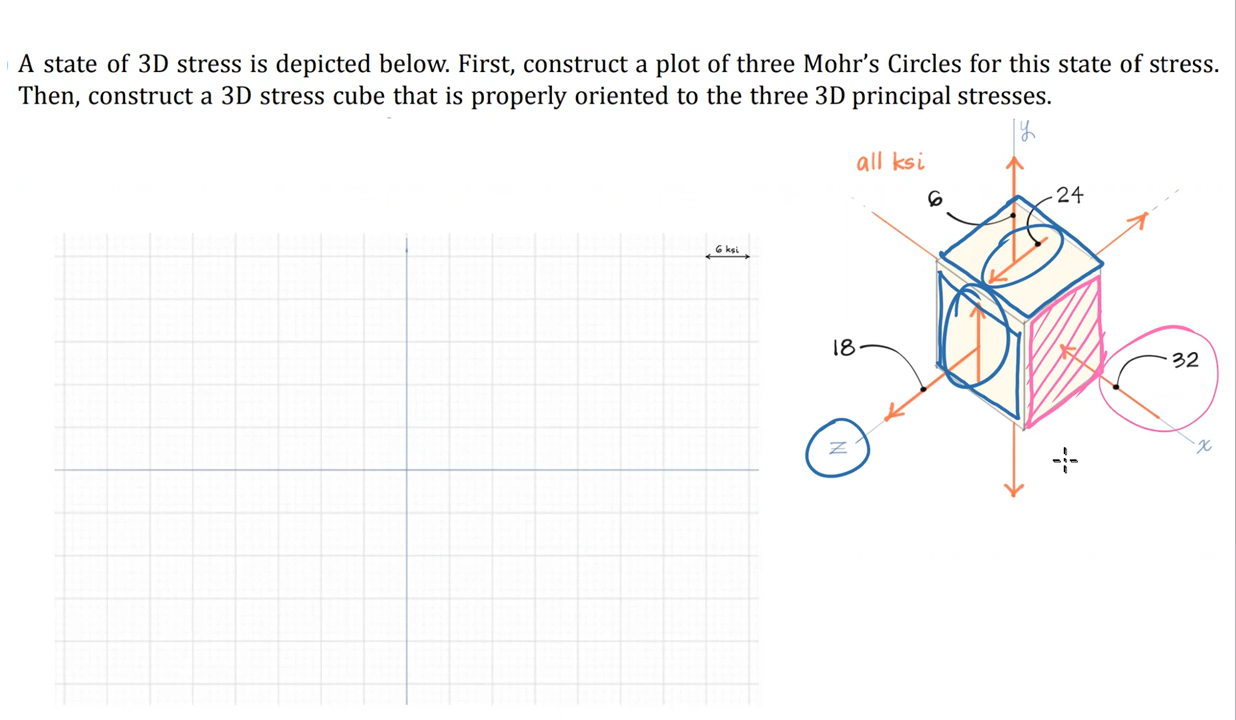 A state of 3D stress is depicted below. First, construct a plot of three Mohr’s Circles for this state of stress.
Then, construct a 3D stress cube that is properly oriented to the three 3D principal stresses.
y
all ksi
6
24
6 ksi
18
32
z
x